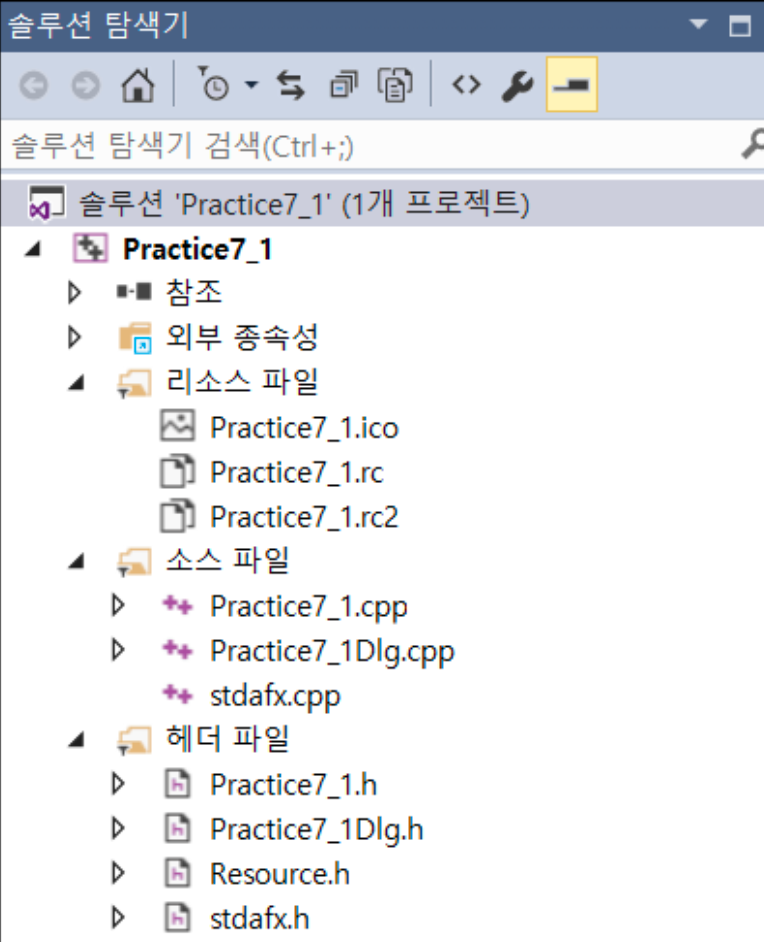 솔루션 탐색기
솔루션 탐색기 검색(Ctrl+;)
솔루션 'Practice7_1' (1개 프로젝트)
Practice7_1
참조
외부 종속성
리소스 파일
Practice7_1.ico
Practice7_1.rc
Practice7_1.rc2
소스 파일
Practice7_1.cpp
Practice7_1Dlg.cpp
stdafx.cpp
헤더 파일
Practice7_1.h
Practice7_1Dlg.h
Resource.h
stdafx.h